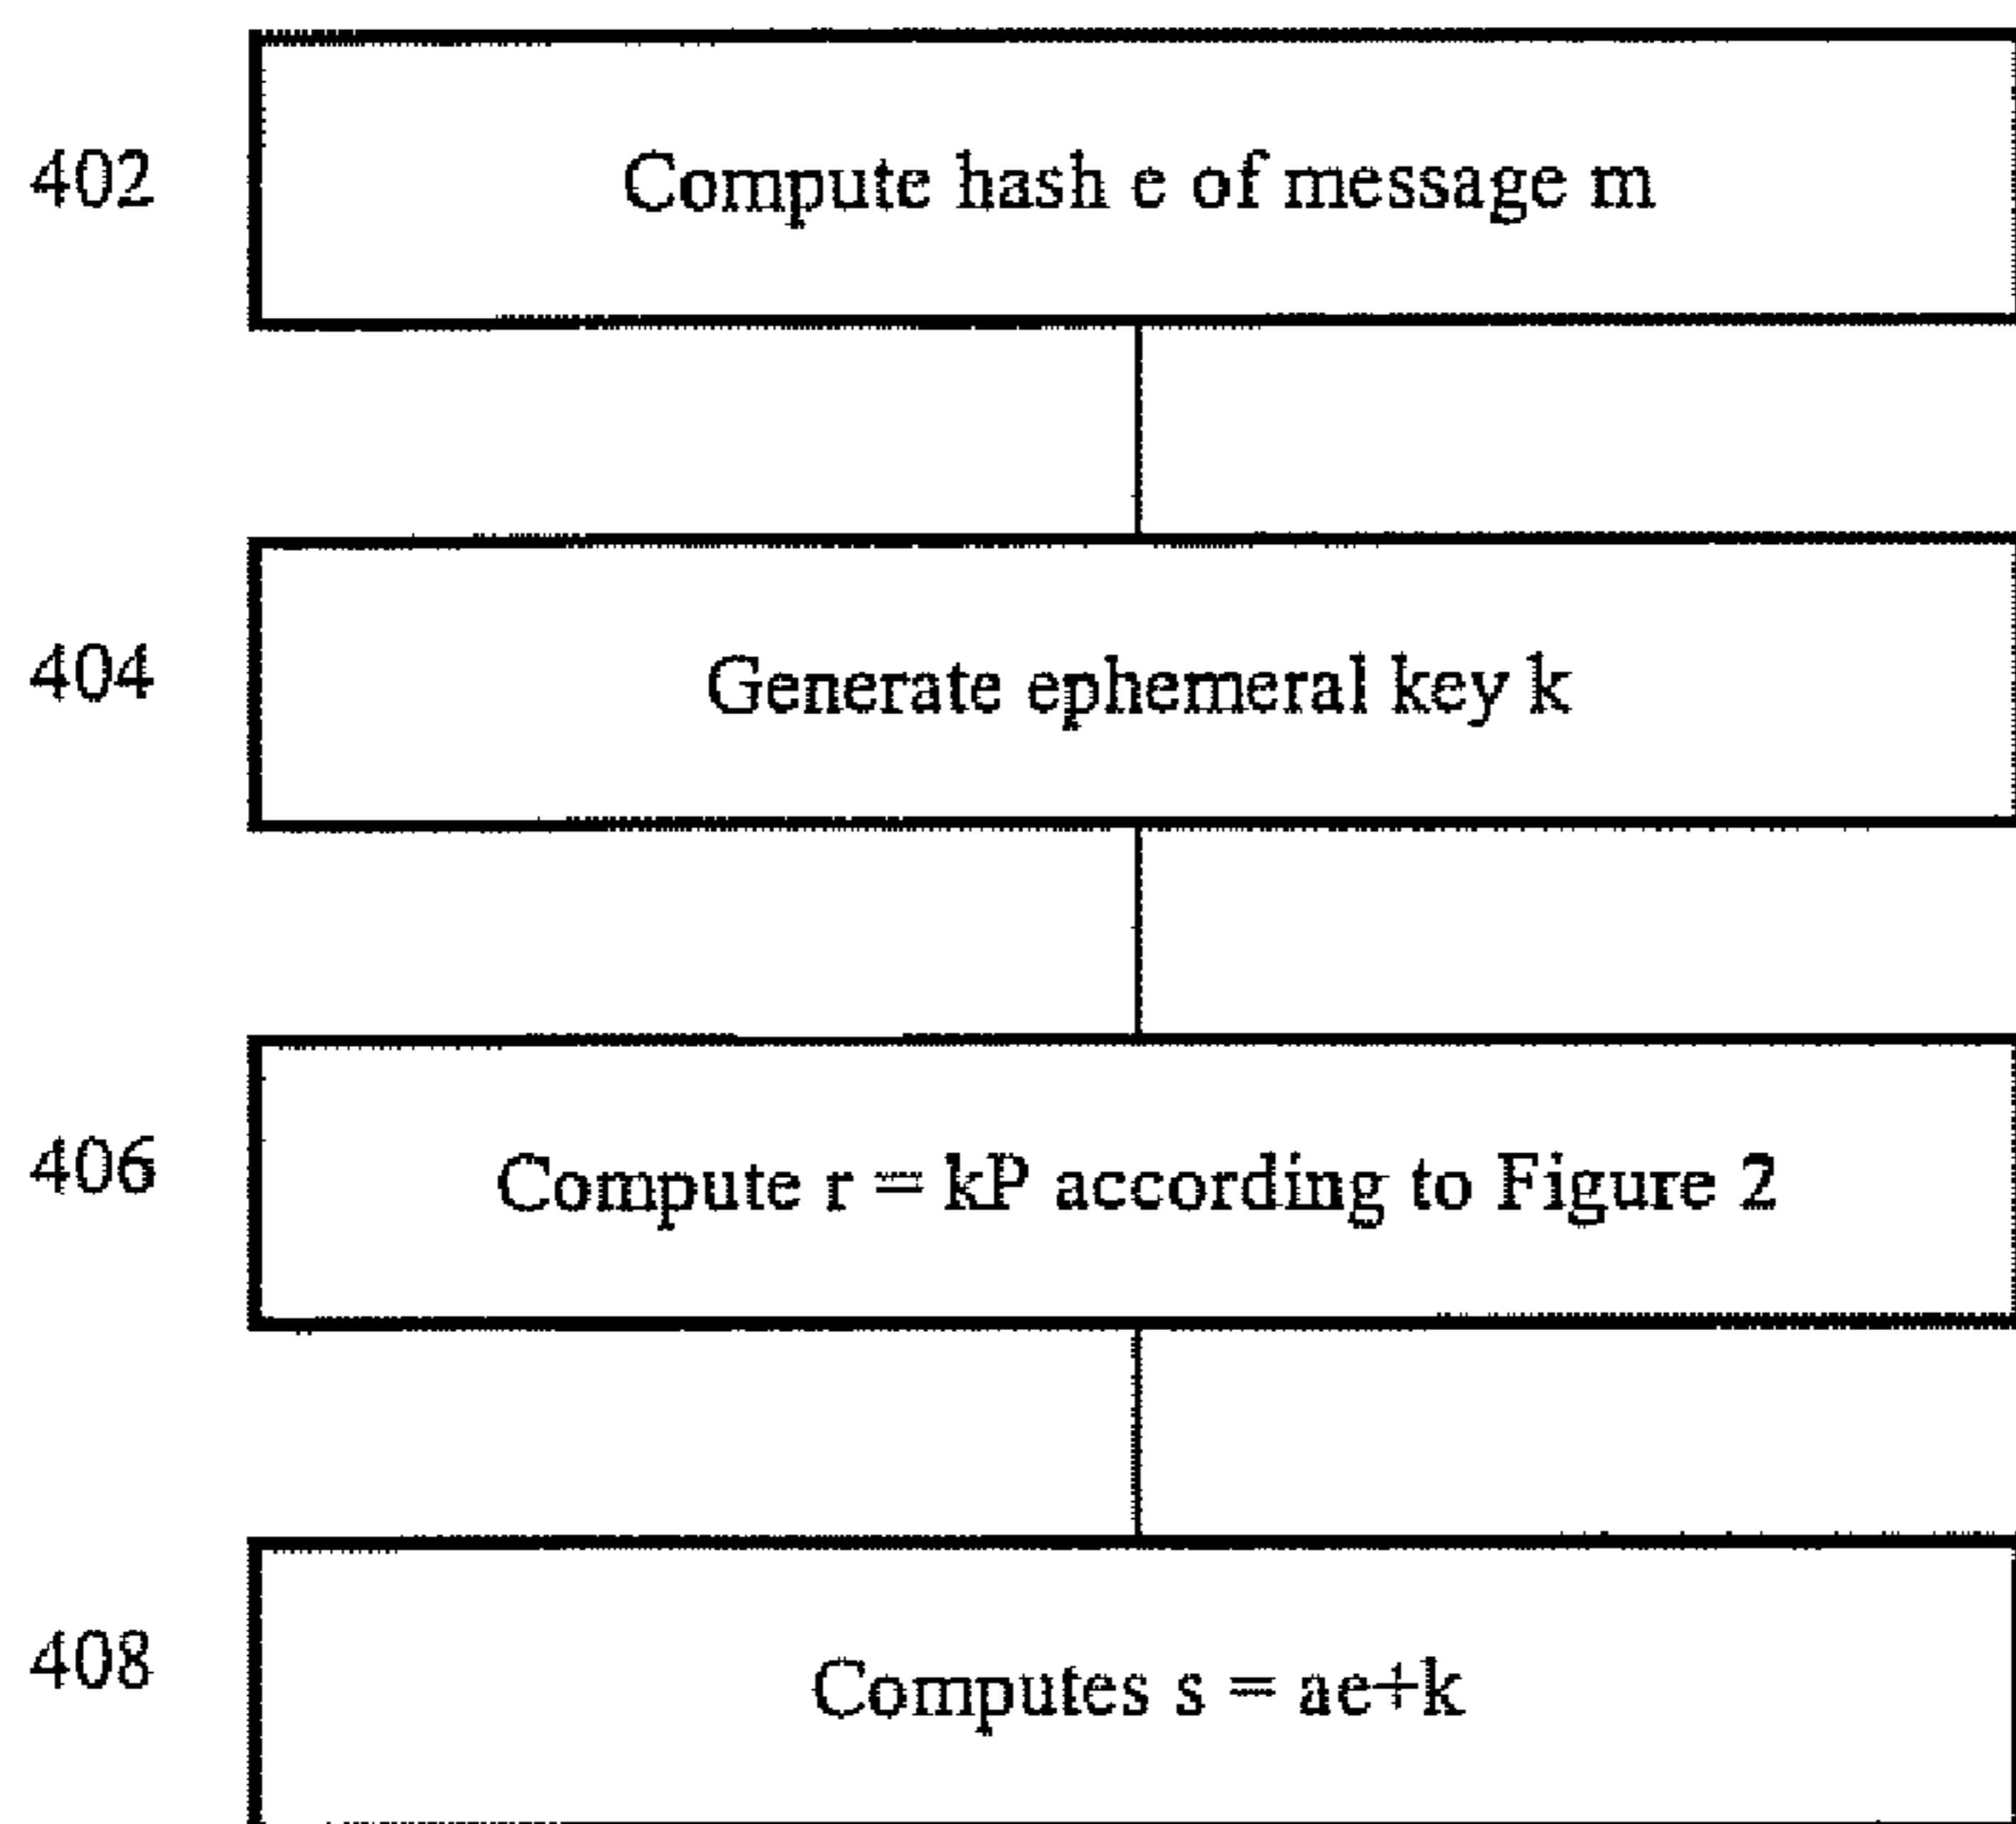 402
Compute hash e of message m
404
Generate ephemeral key k
406
Compute r = kP according to Figure 2
408
Computes s = ae+k